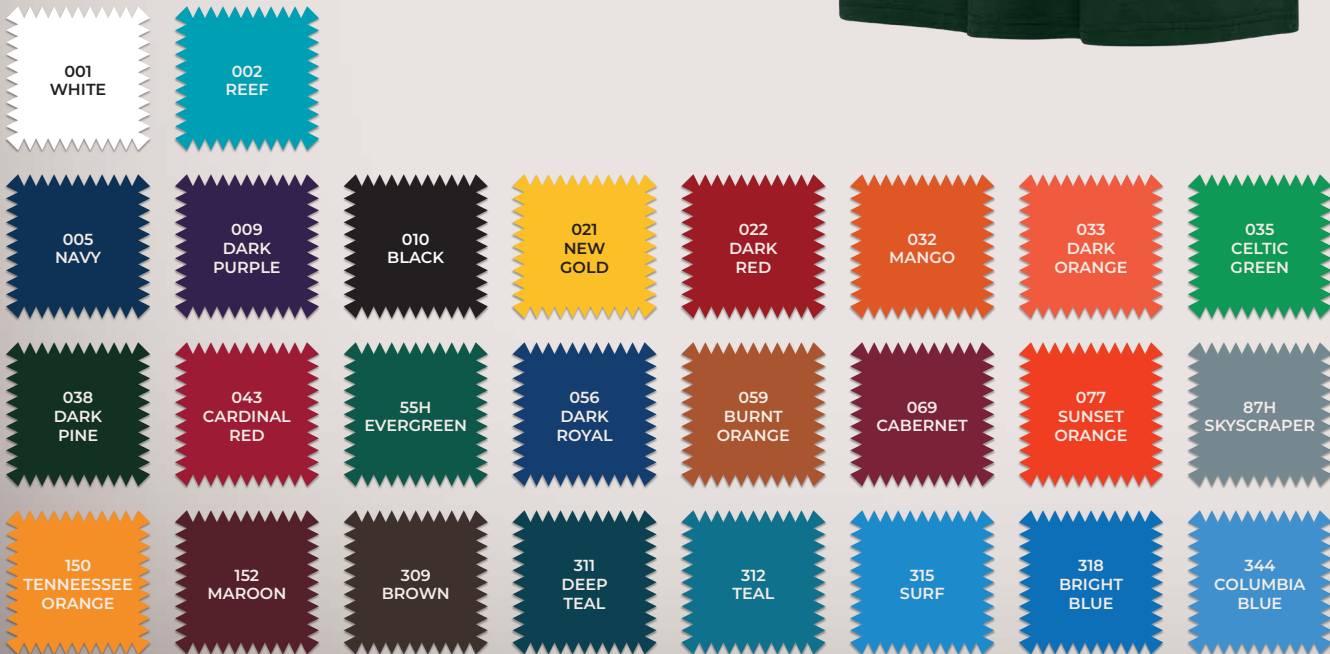 001
WHITE
002
REEF
005
NAVY
009
DARK
PURPLE
010
BLACK
021
NEW
GOLD
022
DARK
RED
032
MANGO
033
DARK
ORANGE
035
CELTIC
GREEN
038
DARK
PINE
043
CARDINAL
RED
55H
EVERGREEN
056
DARK
ROYAL
059
BURNT
ORANGE
069
CABERNET
077
SUNSET
ORANGE
87H
SKYSCRAPER
150
TENNEESSEE
ORANGE
152
MAROON
309
BROWN
311
DEEP
TEAL
312
TEAL
315
SURF
318
BRIGHT
BLUE
344
COLUMBIA
BLUE